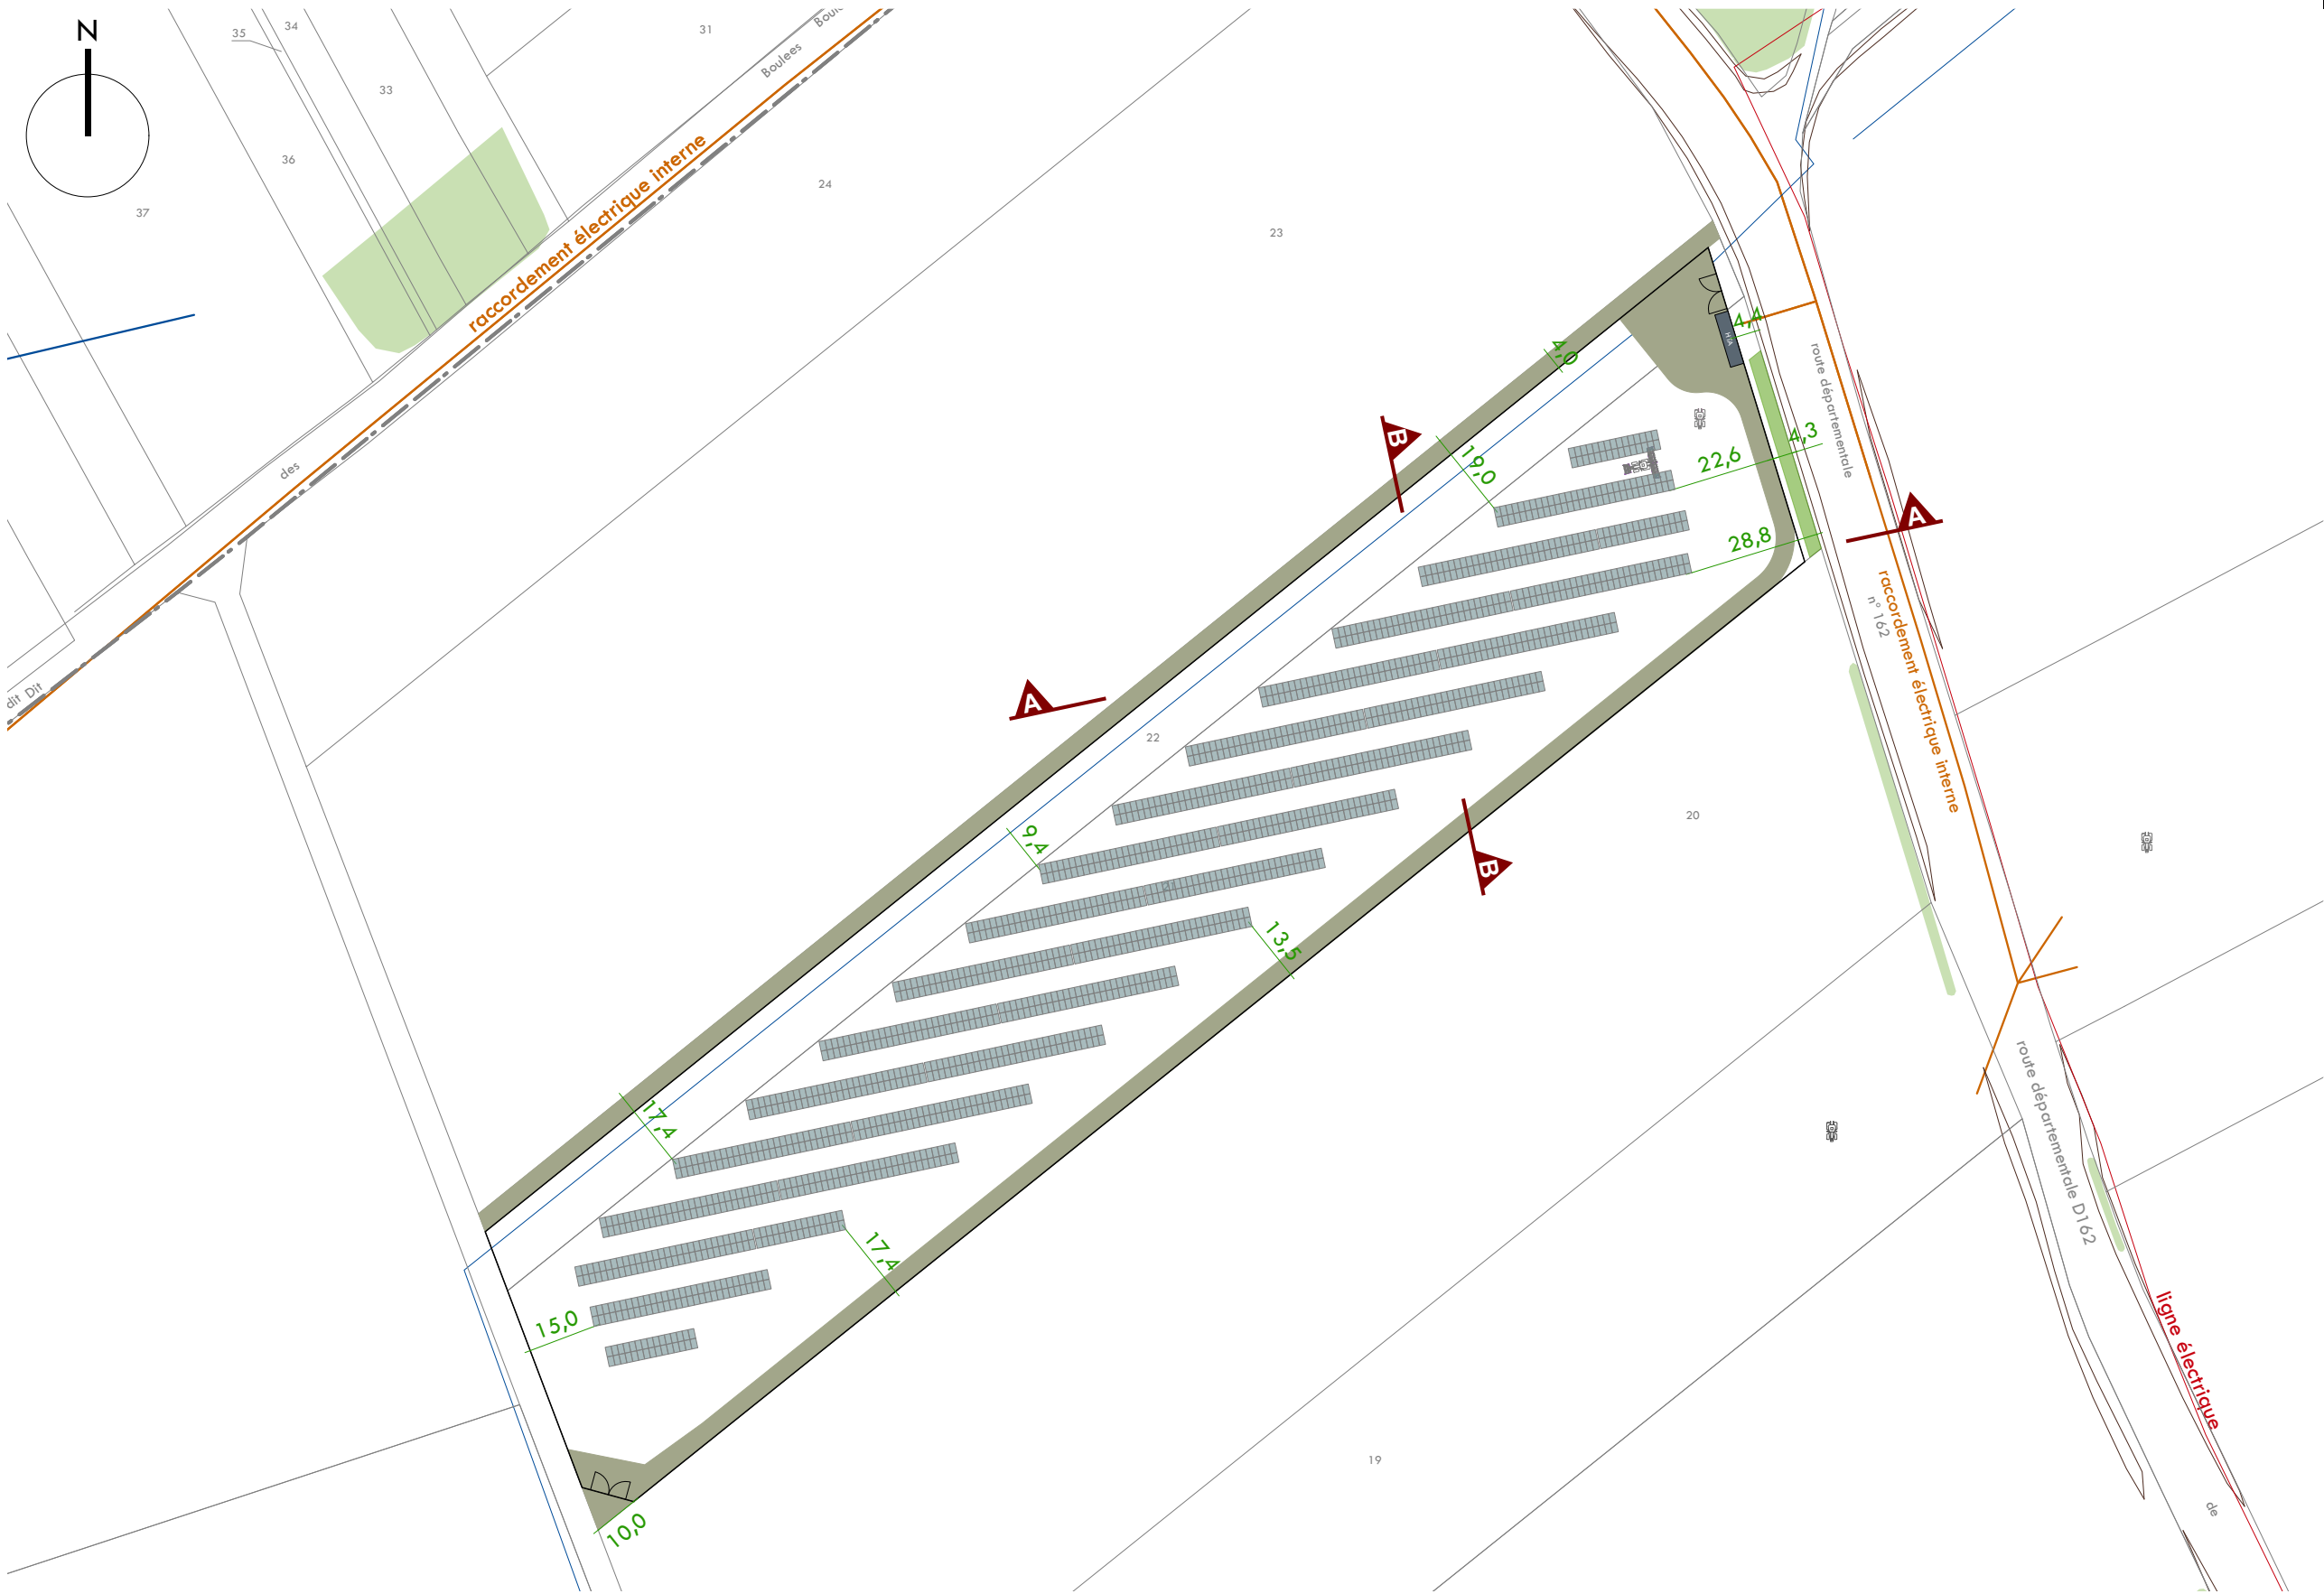 N
35
34
33
36
37
31
Boulees
raccordement électrique interne
24
23
des
dit Dit
4,4
HTA
4,0
route départementale
4,3
22,6
19,0
B
A
28,8
raccordement électrique interne
n° 162
A
22
20
9,4
B
21
13,5
17,4
17,4
15,0
route départementale D162
ligne électrique
19
de
10,0